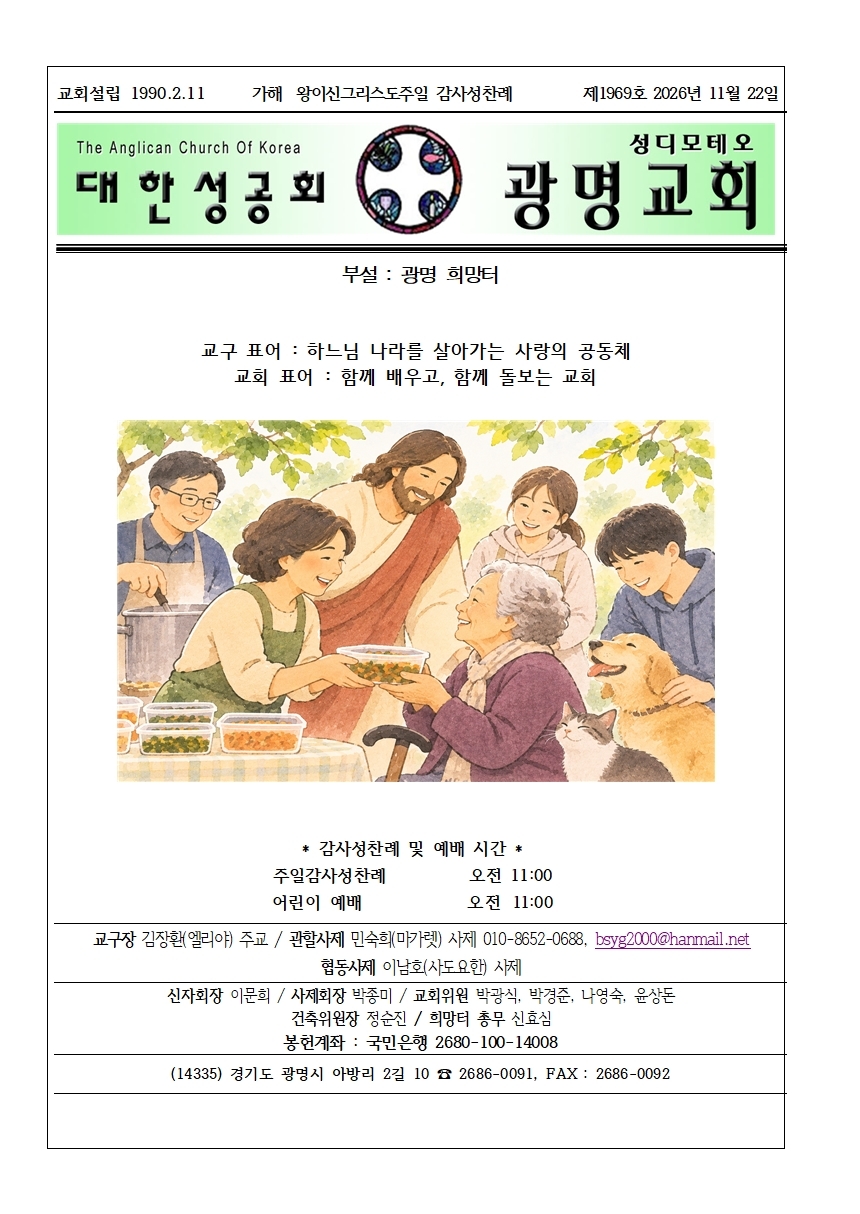 교회설립 1990.2.11 가해 왕이신그리스도주일 감사성찬례 제1969호 2026년 11월 22일
The Anglican Church Of Korea
대한성공회
성디모테오
광명교회
부설 : 광명 희망터
교구 표어 : 하느님 나라를 살아가는 사랑의 공동체
교회 표어 : 함께 배우고, 함께 돌보는 교회
* 감사성찬례 및 예배 시간 *
주일감사성찬례 오전 11:00
어린이 예배 오전 11:00
교구장 김장환(엘리야) 주교 / 관할사제 민숙희(마가렛) 사제 010-8652-0688, bsyg2000@hanmail.net
협동사제 이남호(사도요한) 사제
신자회장 이문희 / 사제회장 박종미 / 교회위원 박광식, 박경준, 나영숙, 윤상돈
건축위원장 정순진 / 희망터 총무 신효심
봉헌계좌 : 국민은행 2680-100-14008
(14335) 경기도 광명시 아방리 2길 10 ☎ 2686-0091, FAX : 2686-0092